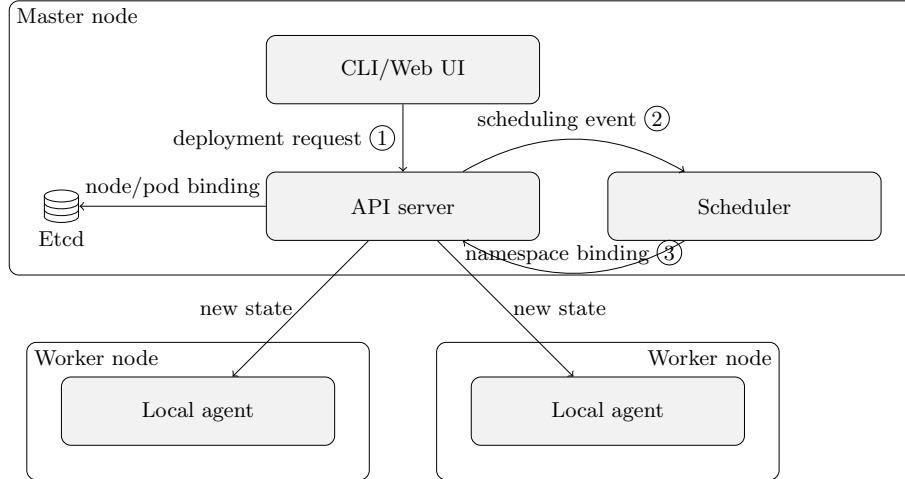 Master node
CLI/Web UI
deployment request 1
scheduling event 2
node/pod binding
API server
Scheduler
Etcd
namespace binding 3
new state
new state
Worker node
Worker node
Local agent
Local agent